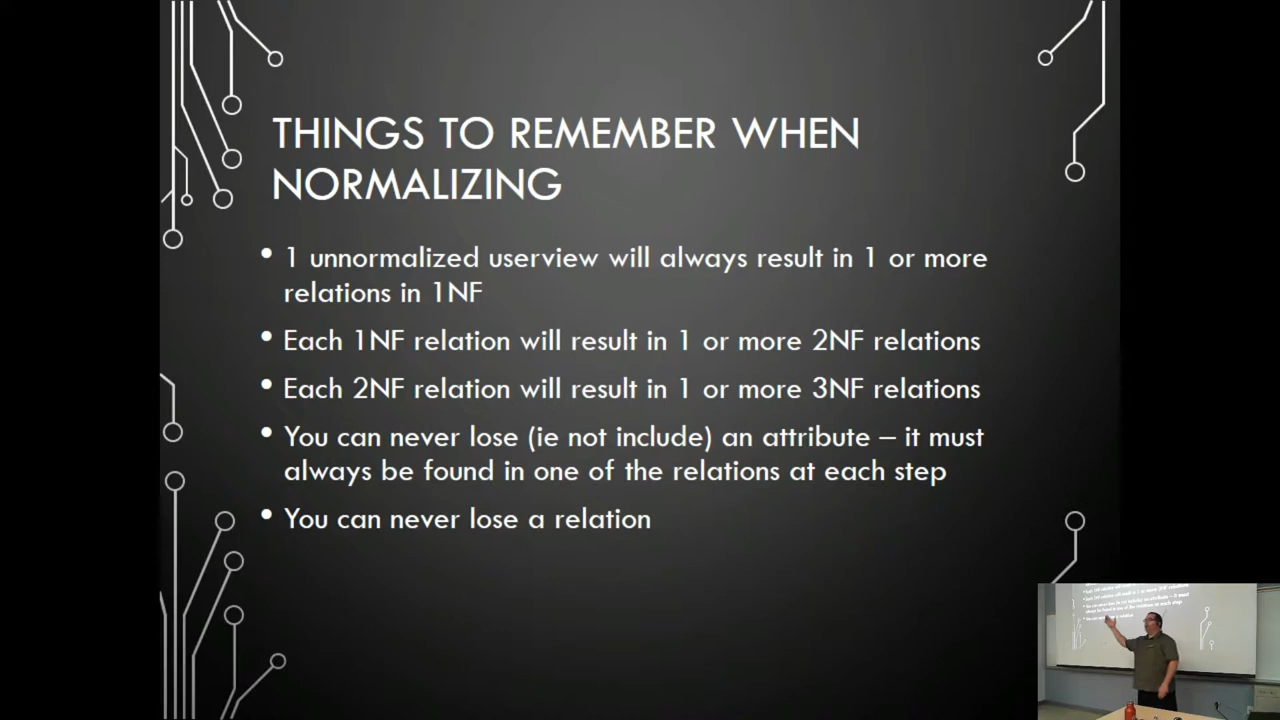 THINGS TO REMEMBER WHEN
NORMALIZING
• 1 unnormalized userview will always result in 1 or more
relations in 1NF
• Each 1NF relation will result in 1 or more 2NF relations
• Each 2NF relation will result in 1 or more 3NF relations
• You can never lose (ie not include) an attribute – it must
always be found in one of the relations at each step
• You can never lose a relation